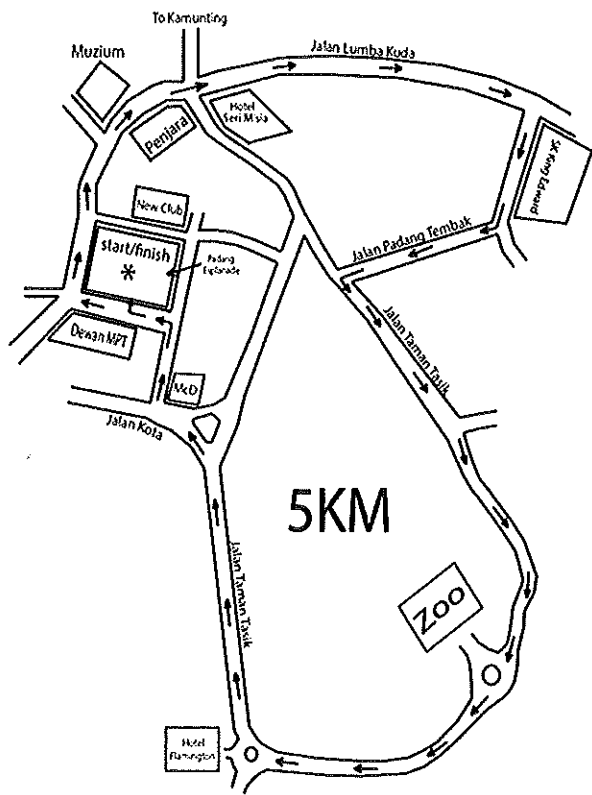 To Kamunting
Muzium
Jalan Lumba Kuda
Hotel
Seri Misia
Penjara
SK King Edward
New Club
start/finish
*
Padang
Esplanade
Jalan Padang Tembak
Dewan MPT
Jalan Taman Tasik
McD
Jalan Kota
5KM
Jalan Taman Tasik
Zoo
Hotel
Flamington